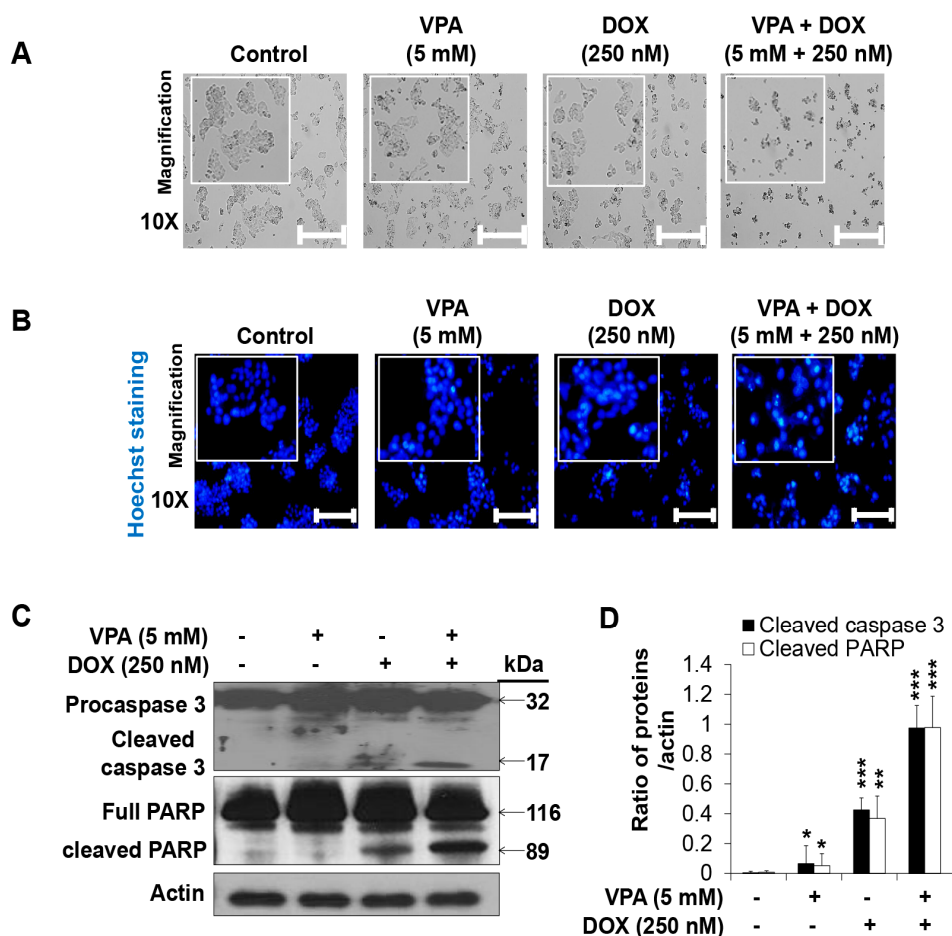 A
Control
VPA
(5 mM)
DOX
(250 nM)
VPA + DOX
(5 mM + 250 nM)
Magnification
10X
B
Control
VPA
(5 mM)
DOX
(250 nM)
VPA + DOX
(5 mM + 250 nM)
Hoechst staining
Magnification
10X
C
VPA (5 mM) - + - +
DOX (250 nM) - - + +
kDa
Procaspase 3
32
Cleaved
caspase 3
17
Full PARP
116
cleaved PARP
89
Actin
D
Cleaved caspase 3
Cleaved PARP
Ratio of proteins
/actin
1.4
1.2
1
0.8
0.6
0.4
0.2
0
* *
*** **
*** ***
VPA (5 mM) - + - +
DOX (250 nM) - - + +